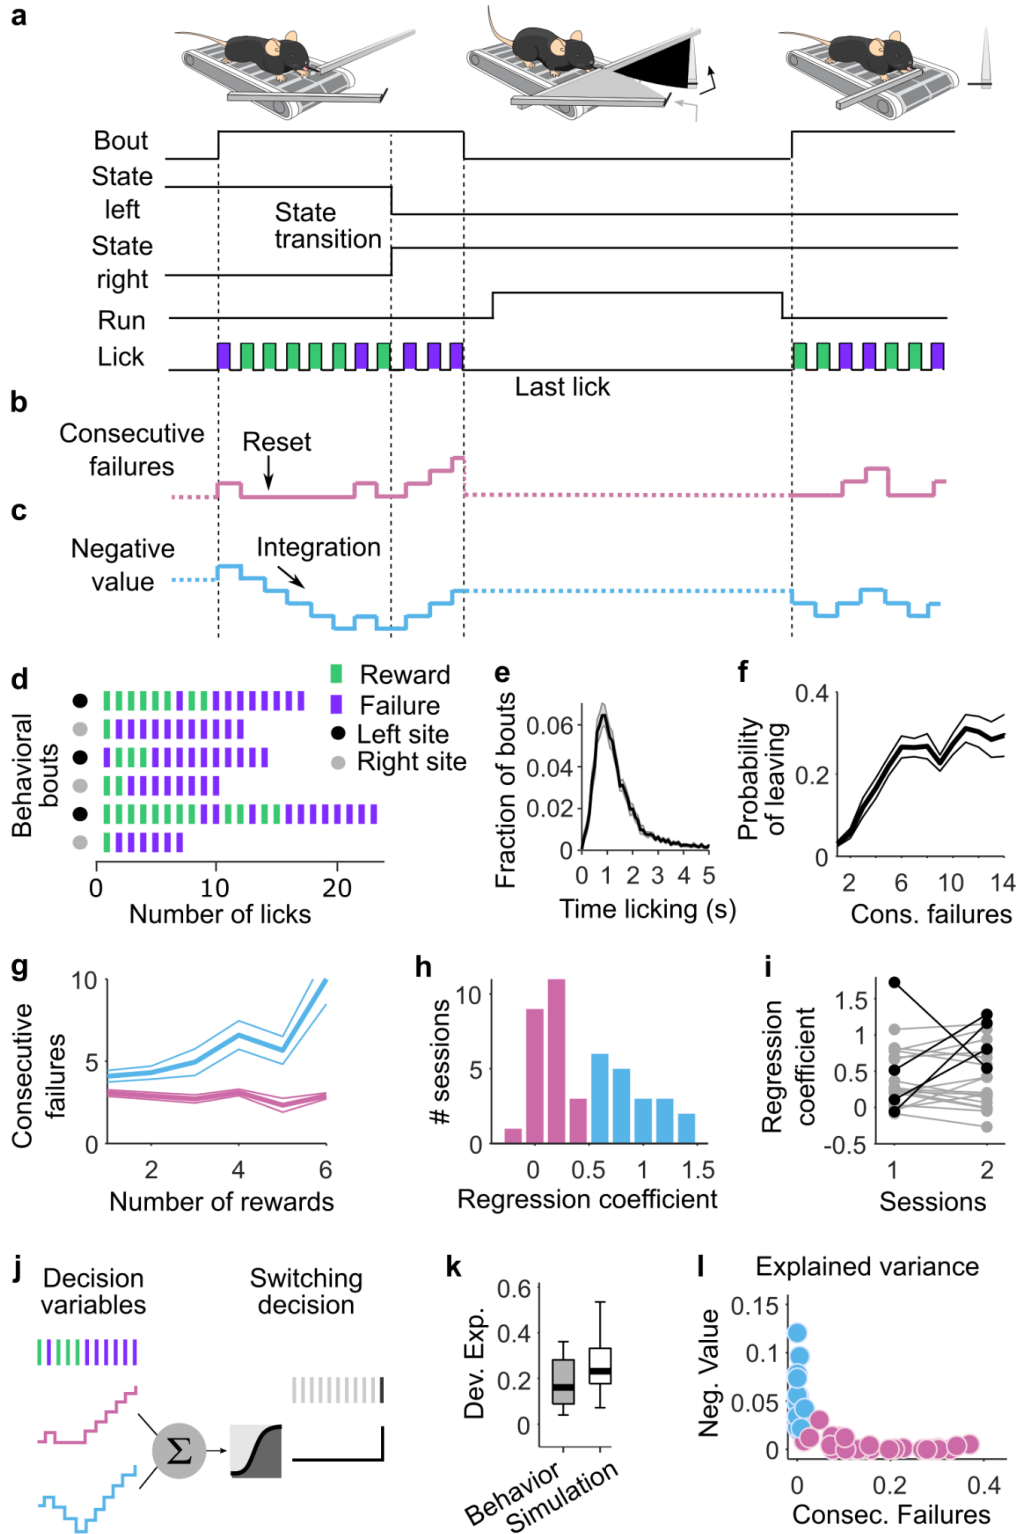 a
Bout
State
left
State
transition
State
right
Run
Lick
Last lick
b
Consecutive
failures
Reset
c
Negative
value
Integration
d
Reward
Failure
Left site
Right site
Behavioral
bouts
0 10 20
Number of licks
e
Fraction of bouts
0.06
0.04
0.02
0
0 1 2 3 4 5
Time licking (s)
f
Probability
of leaving
0.4
0.2
0
2 6 10 14
Cons. failures
g
Consecutive
failures
10
5
0
2 4 6
Number of rewards
h
# sessions
10
5
0
0 0.5 1 1.5
Regression coefficient
i
Regression
coefficient
1.5
1
0.5
0
-0.5
1 2
Sessions
j
Decision
variables
Switching
decision
Σ
k
Dev. Exp.
0.6
0.4
0.2
0
Behavior
Simulation
l
Explained variance
Neg. Value
0.15
0.1
0.05
0
0 0.2 0.4
Consec. Failures